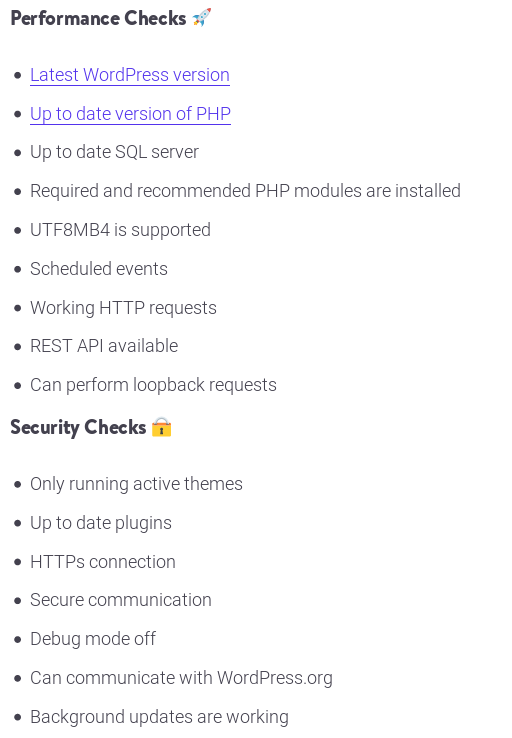 Performance Checks 🚀
• Latest WordPress version
• Up to date version of PHP
• Up to date SQL server
• Required and recommended PHP modules are installed
• UTF8MB4 is supported
• Scheduled events
• Working HTTP requests
• REST API available
• Can perform loopback requests
Security Checks 🔒
• Only running active themes
• Up to date plugins
• HTTPs connection
• Secure communication
• Debug mode off
• Can communicate with WordPress.org
• Background updates are working